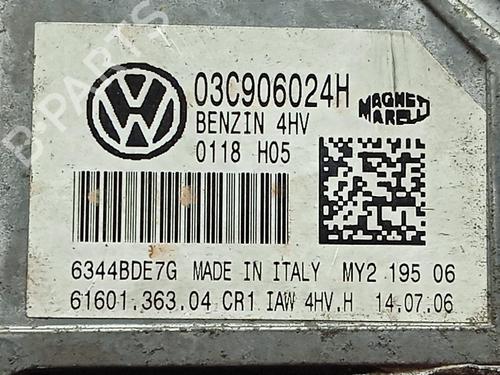 B-PARTS
03C906024H
MAGNETI MARELLI
BENZIN 4HV
0118 H05
6344BDE7G MADE IN ITALY MY2 195 06
61601.363.04 CR1 IAW 4HV.H 14.07.06